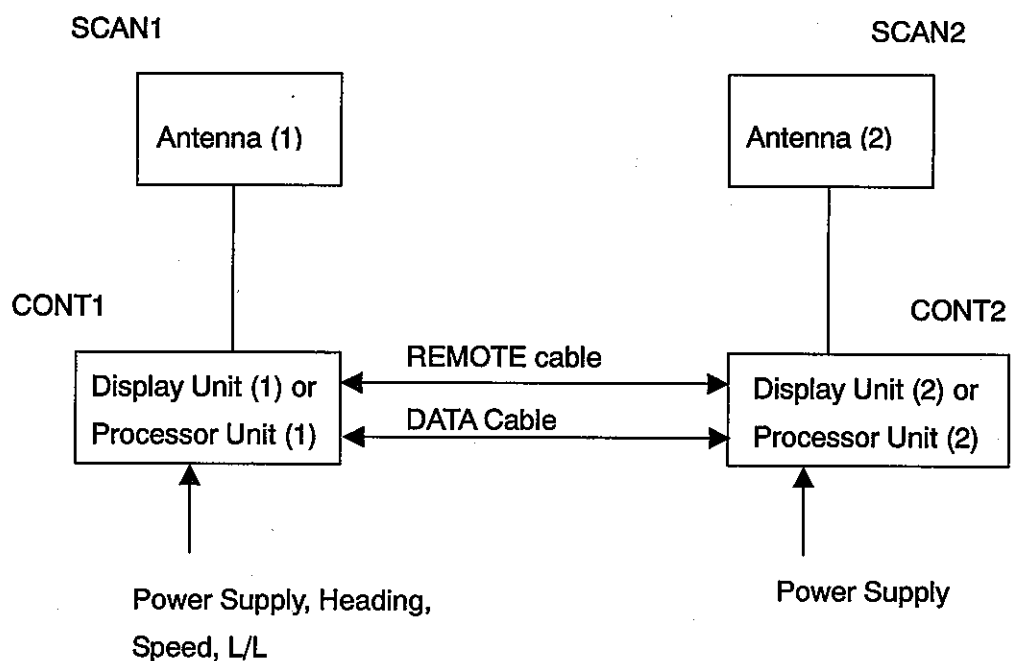 SCAN1
SCAN2
Antenna (1)
Antenna (2)
CONT1
CONT2
REMOTE cable
Display Unit (1) or
Processor Unit (1)
DATA Cable
Display Unit (2) or
Processor Unit (2)
Power Supply, Heading,
Speed, L/L
Power Supply